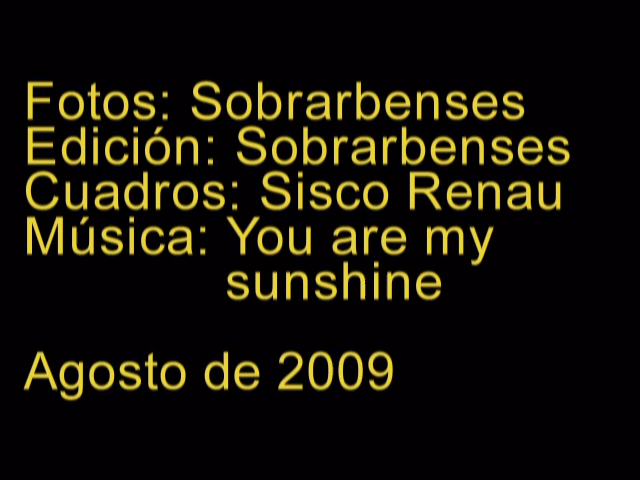 Fotos: Sobrarbenses
Edición: Sobrarbenses
Cuadros: Sisco Renau
Música: You are my
sunshine
Agosto de 2009